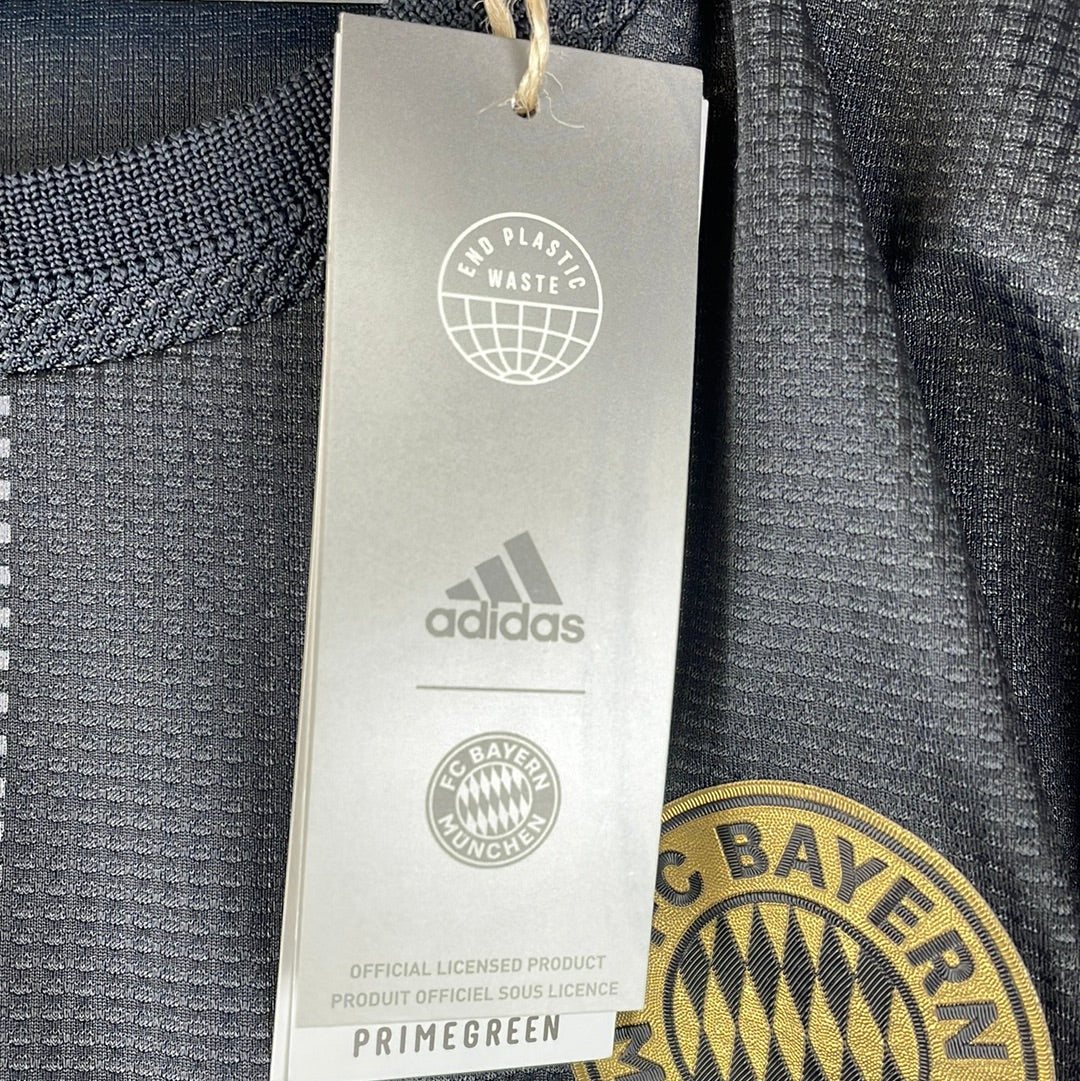 END PLASTIC
WASTE
adidas
FC BAYERN
MÜNCHEN
OFFICIAL LICENSED PRODUCT
PRODUIT OFFICIEL SOUS LICENCE
PRIMEGREEN
FC BAYERN